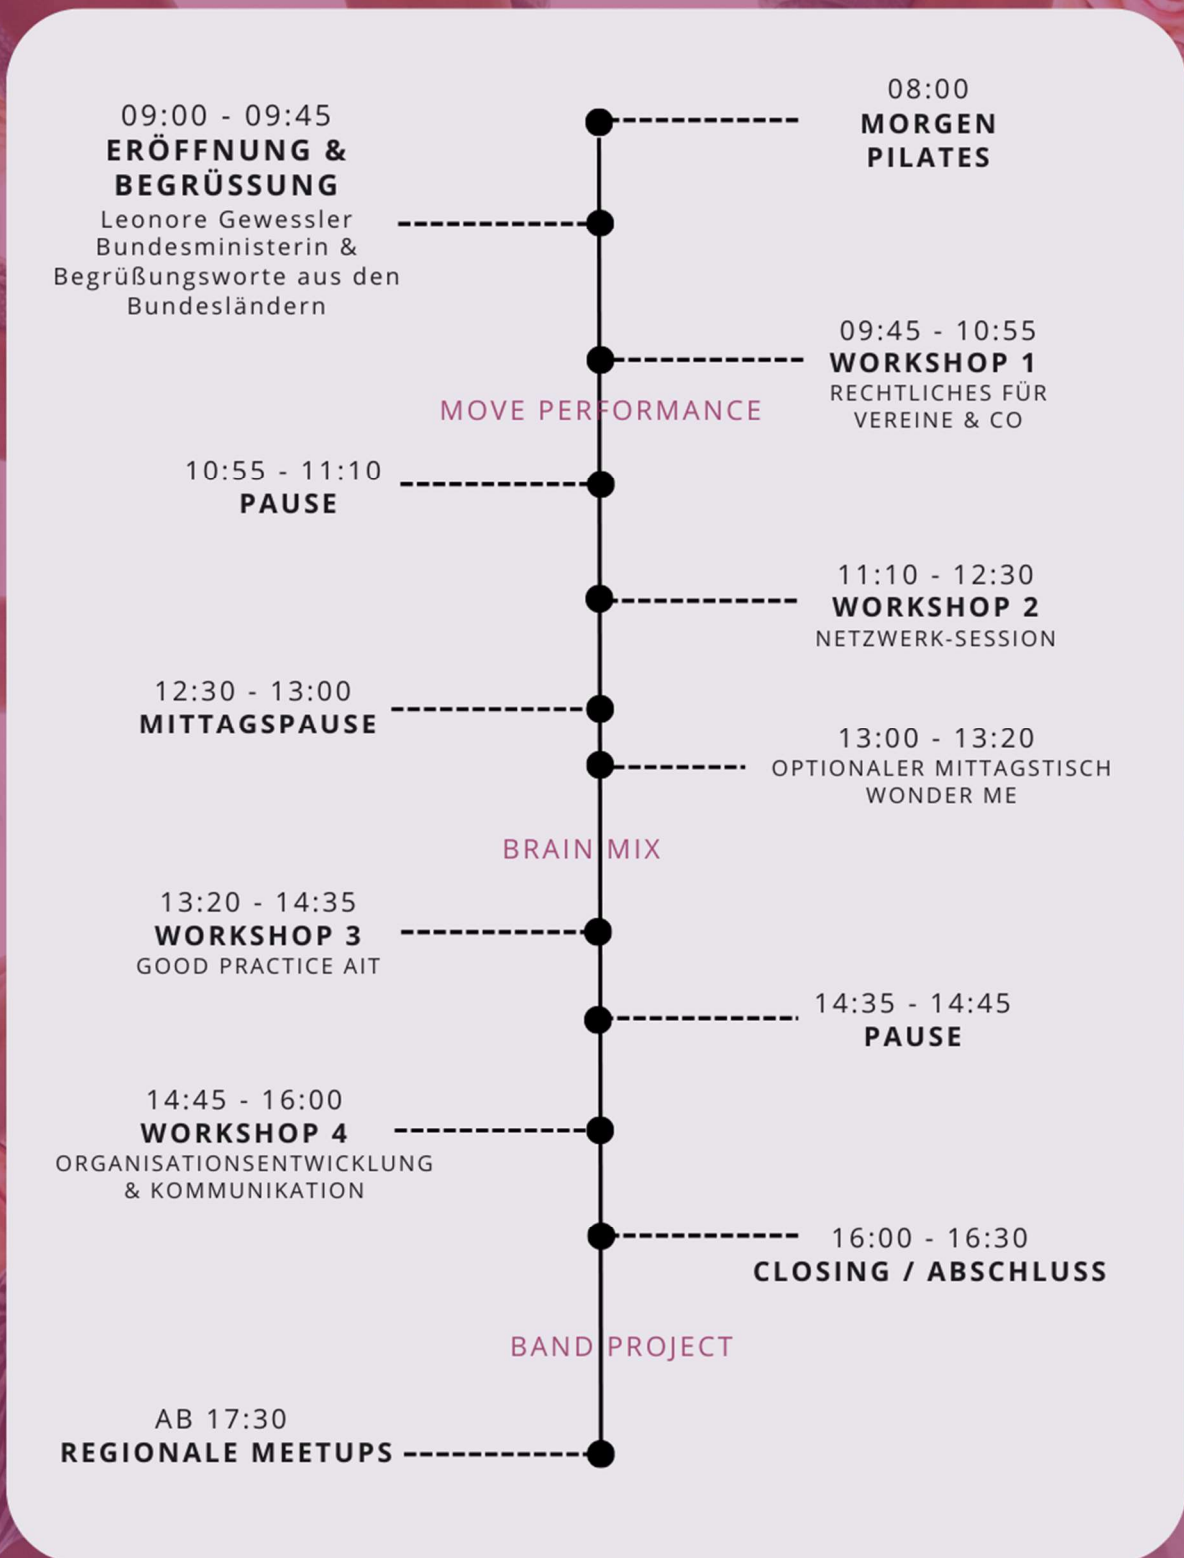 08:00
MORGEN
PILATES
09:00 - 09:45
ERÖFFNUNG &
BEGRÜSSUNG
Leonore Gewessler
Bundesministerin &
Begrüßungsworte aus den
Bundesländern
09:45 - 10:55
WORKSHOP 1
RECHTLICHES FÜR
VEREINE & CO
MOVE PERFORMANCE
10:55 - 11:10
PAUSE
11:10 - 12:30
WORKSHOP 2
NETZWERK-SESSION
12:30 - 13:00
MITTAGSPAUSE
13:00 - 13:20
OPTIONALER MITTAGSTISCH
WONDER ME
BRAIN MIX
13:20 - 14:35
WORKSHOP 3
GOOD PRACTICE AIT
14:35 - 14:45
PAUSE
14:45 - 16:00
WORKSHOP 4
ORGANISATIONSENTWICKLUNG
& KOMMUNIKATION
16:00 - 16:30
CLOSING / ABSCHLUSS
BAND PROJECT
AB 17:30
REGIONALE MEETUPS